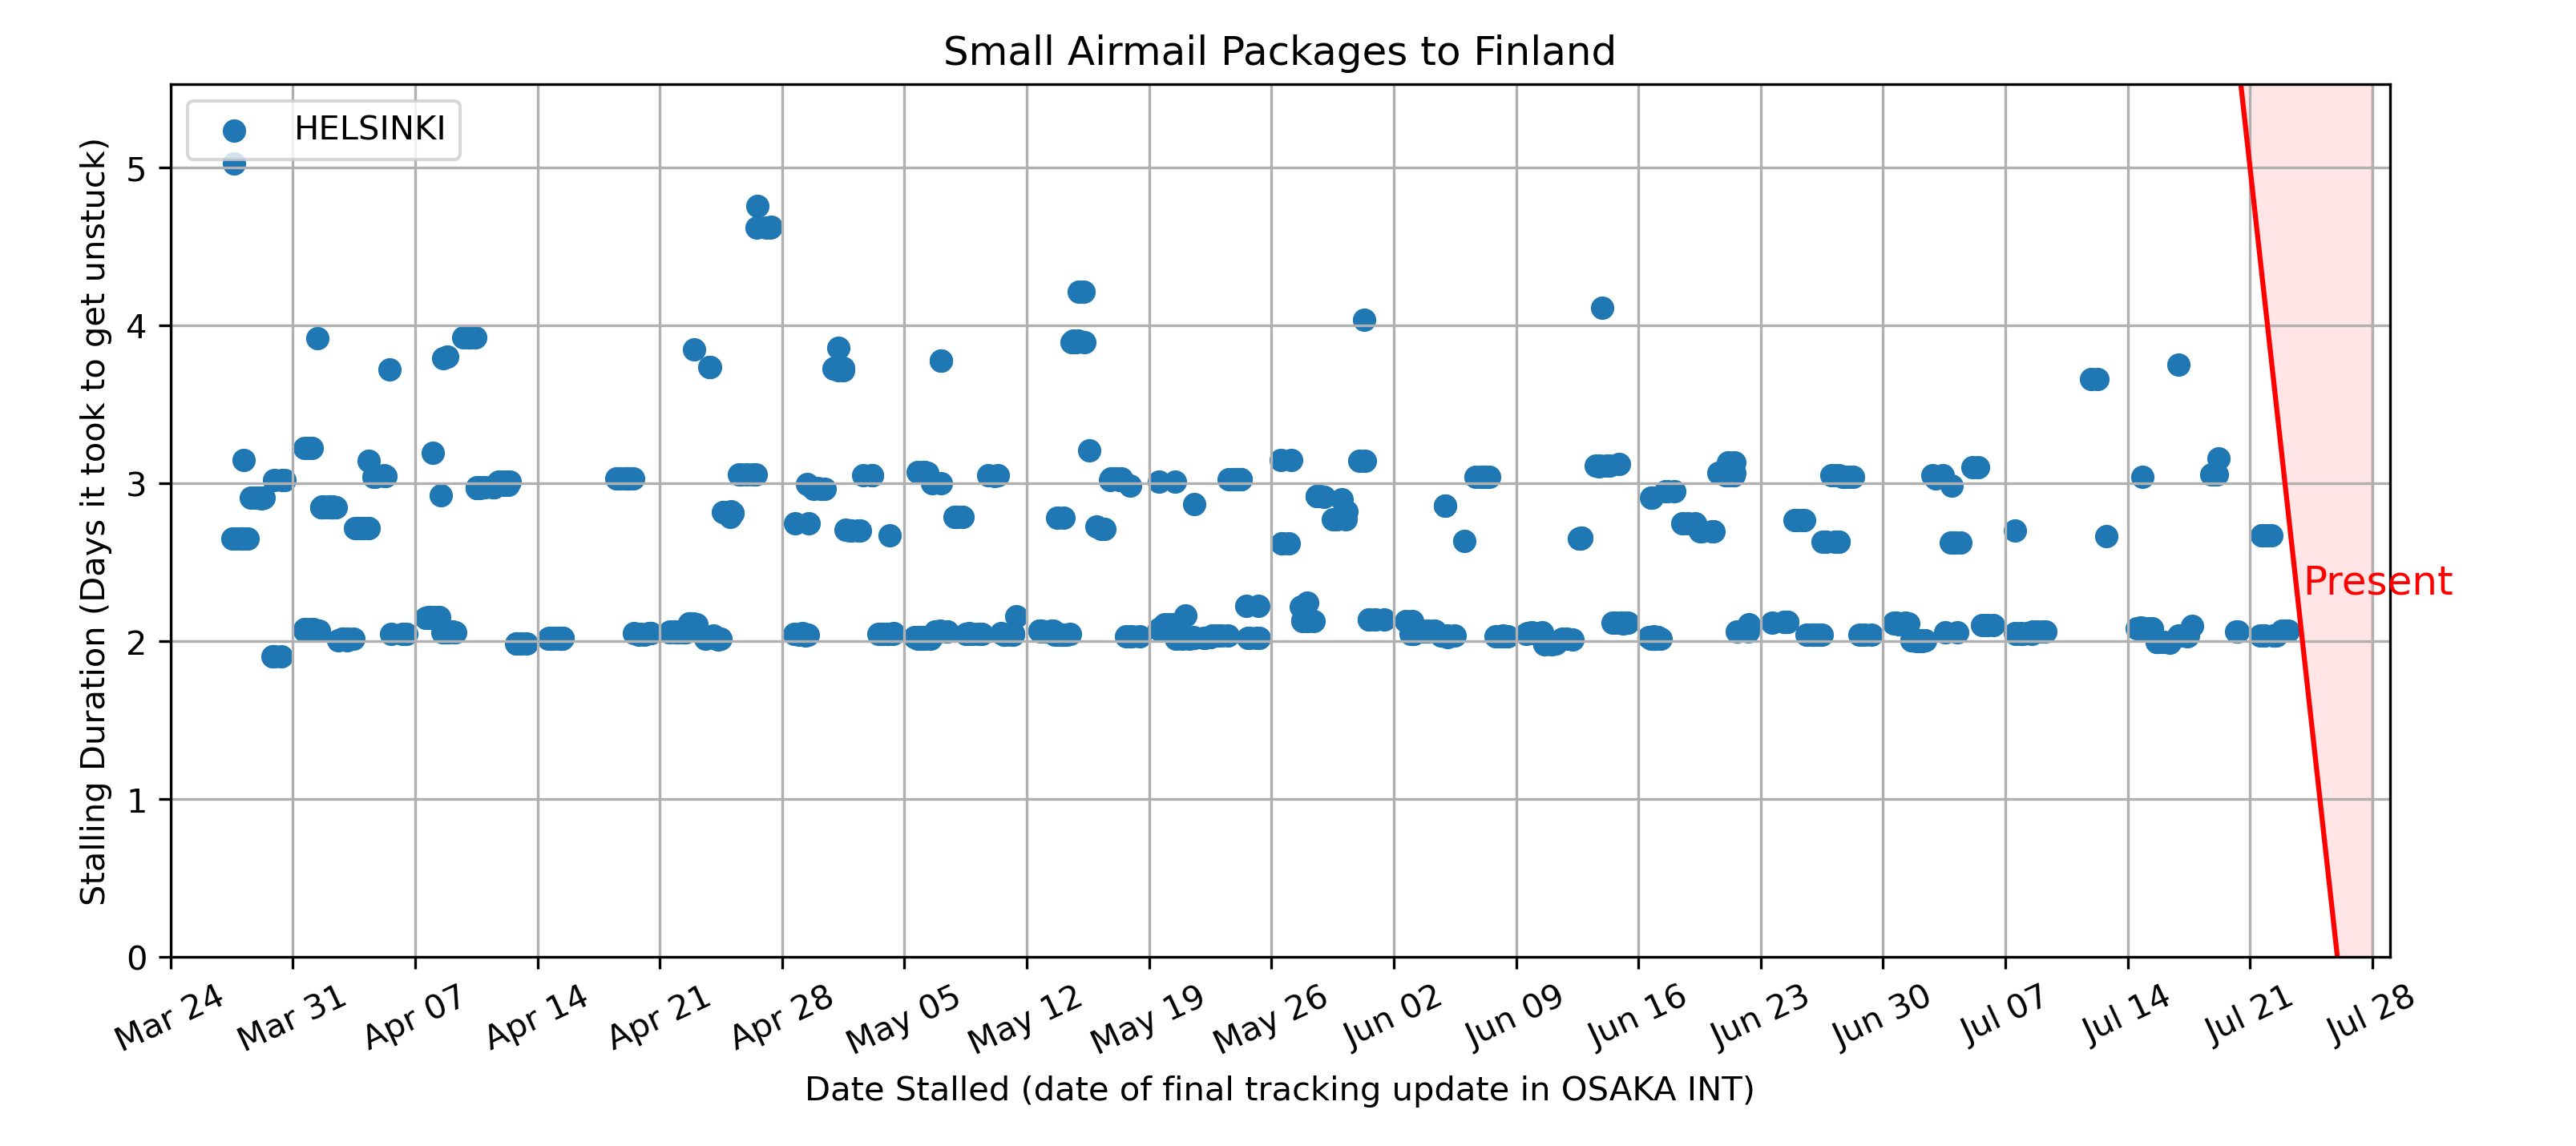 Small Airmail Packages to Finland
HELSINKI
Stalling Duration (Days it took to get unstuck)
5
4
3
2
1
0
Present
Mar 24
Mar 31
Apr 07
Apr 14
Apr 21
Apr 28
May 05
May 12
May 19
May 26
Jun 02
Jun 09
Jun 16
Jun 23
Jun 30
Jul 07
Jul 14
Jul 21
Jul 28
Date Stalled (date of final tracking update in OSAKA INT)